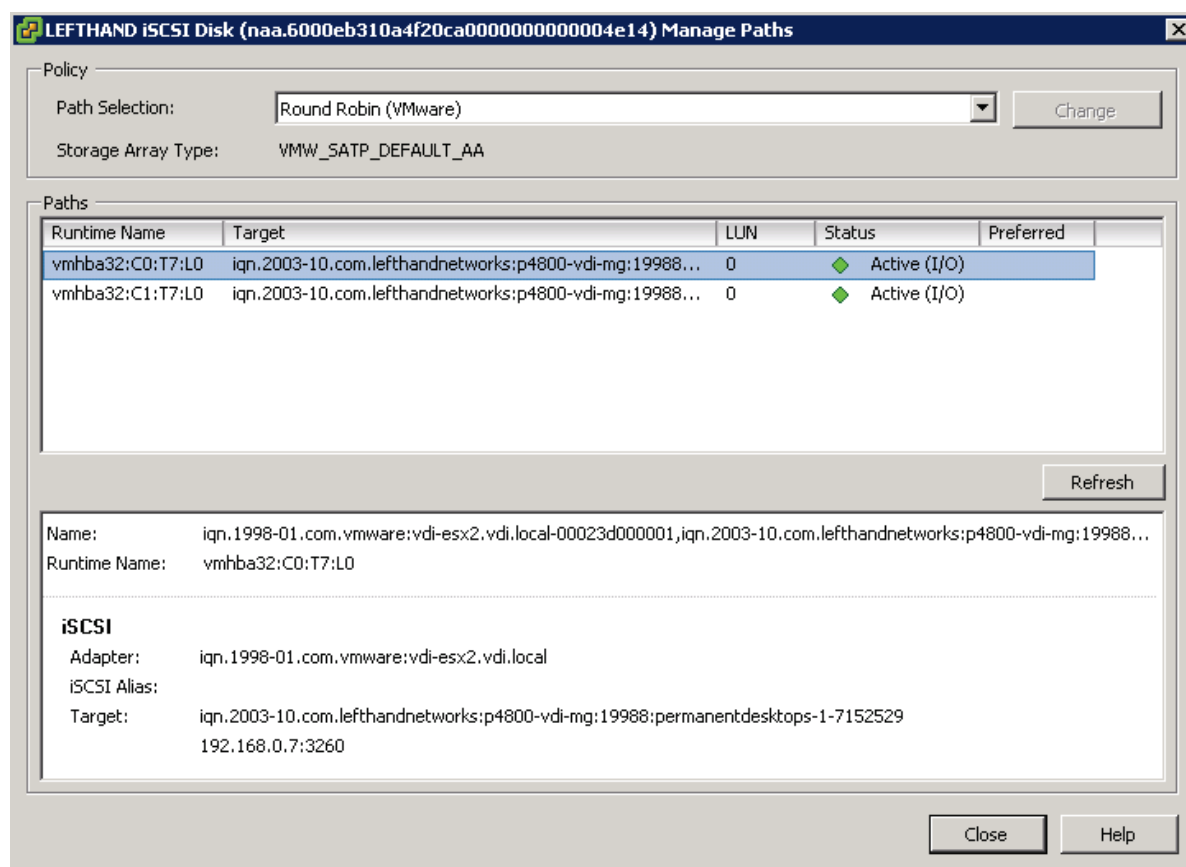 LEFTHAND iSCSI Disk (naa.6000eb310a4f20ca0000000000004e14) Manage Paths
Policy
Path Selection: Round Robin (VMware) Change
Storage Array Type: VMW_SATP_DEFAULT_AA
Paths
Runtime Name Target LUN Status Preferred
vmhba32:C0:T7:L0 iqn.2003-10.com.lefthandnetworks:p4800-vdi-mg:19988... 0 Active (I/O)
vmhba32:C1:T7:L0 iqn.2003-10.com.lefthandnetworks:p4800-vdi-mg:19988... 0 Active (I/O)
Refresh
Name: iqn.1998-01.com.vmware:vdi-esx2.vdi.local-00023d000001,iqn.2003-10.com.lefthandnetworks:p4800-vdi-mg:19988...
Runtime Name: vmhba32:C0:T7:L0
iSCSI
Adapter: iqn.1998-01.com.vmware:vdi-esx2.vdi.local
iSCSI Alias:
Target: iqn.2003-10.com.lefthandnetworks:p4800-vdi-mg:19988:permanentdesktops-1-7152529
192.168.0.7:3260
Close Help